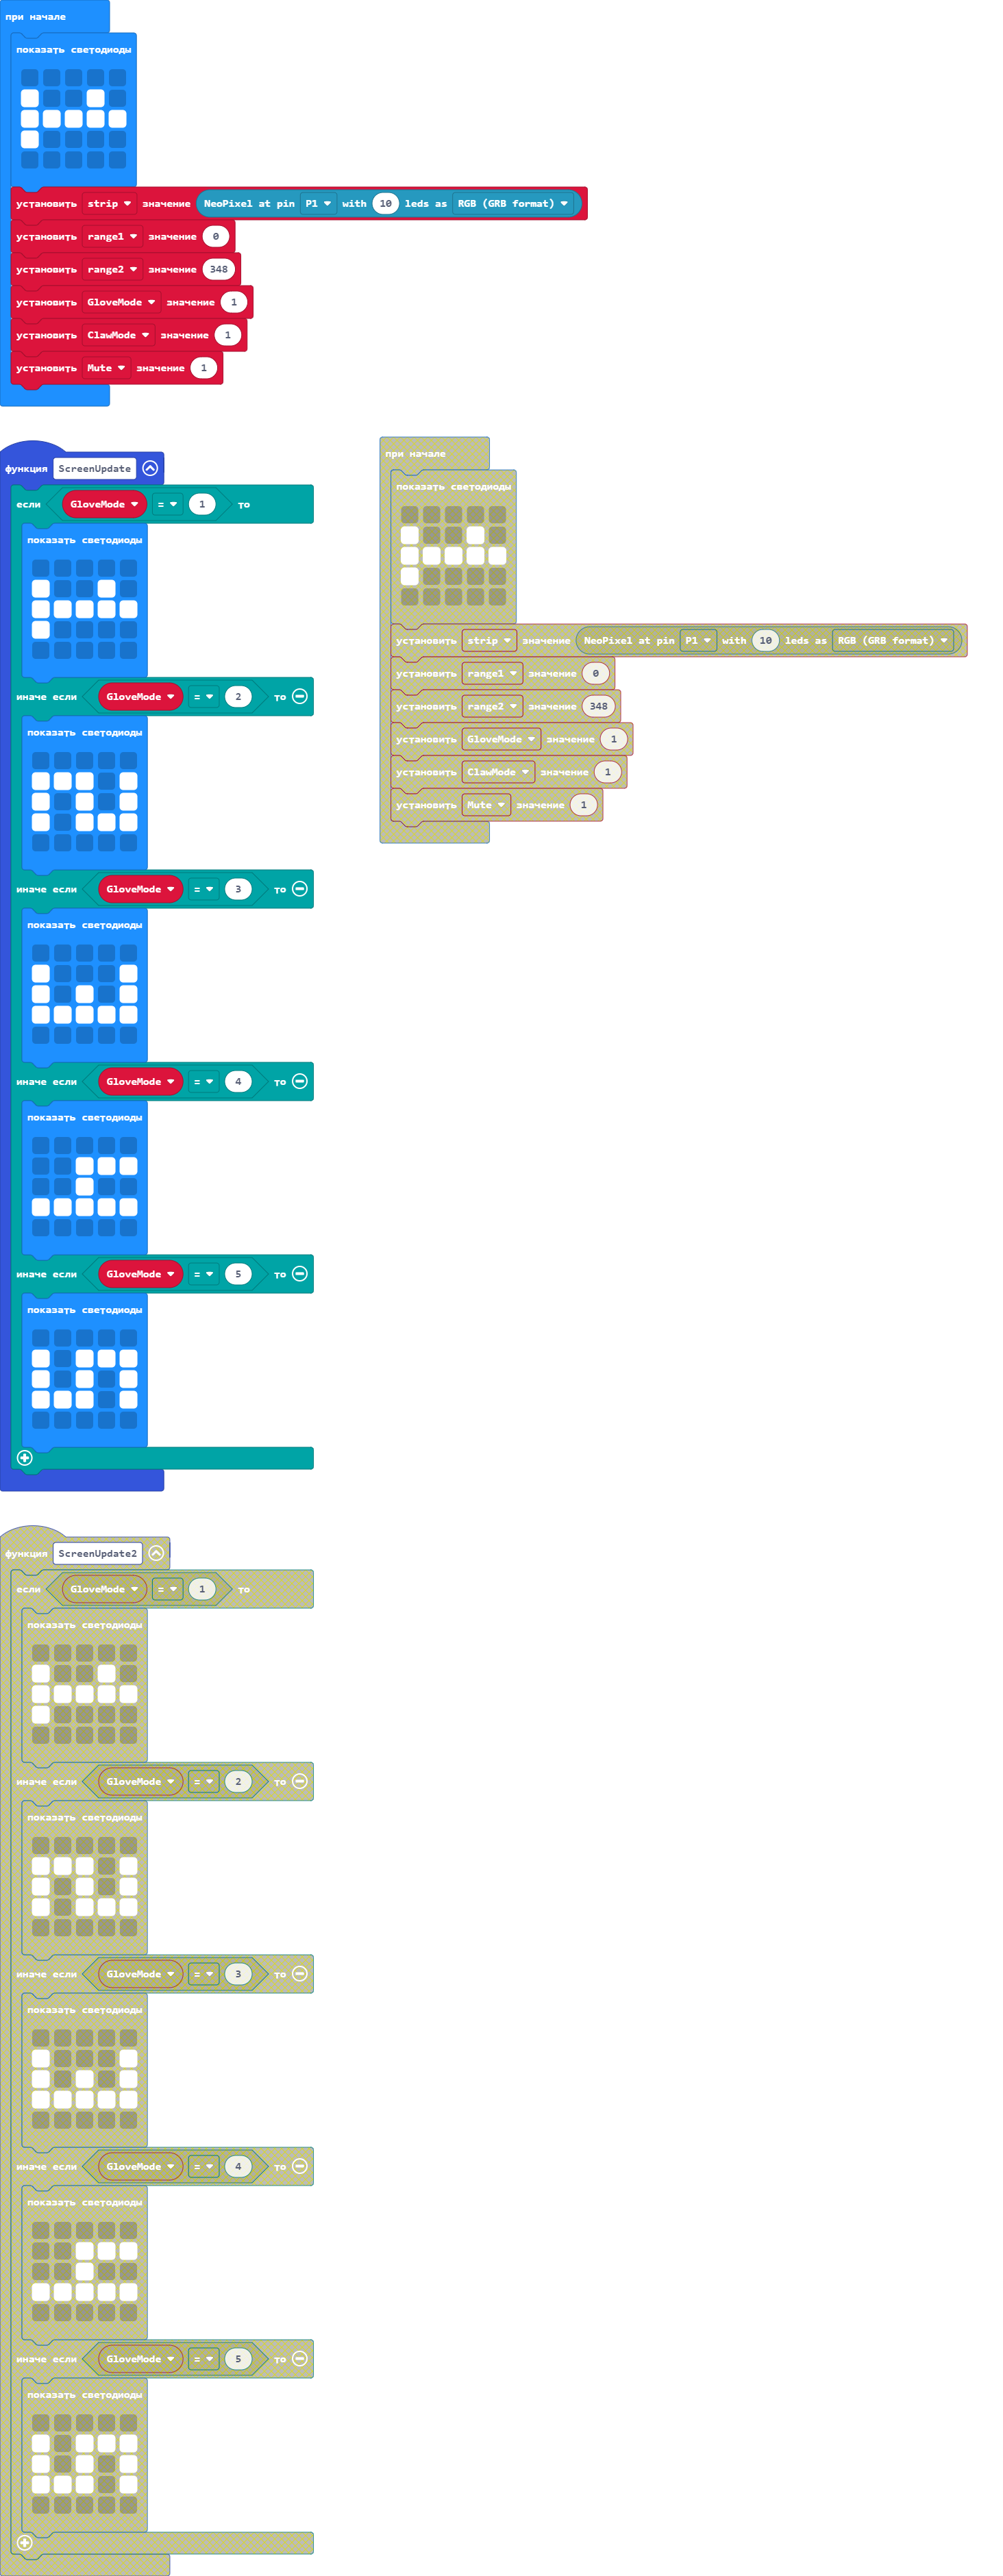 при начале
показать светодиоды
установить strip значение NeoPixel at pin P1 with 10 leds as RGB (GRB format)
установить range1 значение 0
установить range2 значение 348
установить GloveMode значение 1
установить ClawMode значение 1
установить Mute значение 1
функция ScreenUpdate
если GloveMode = 1 то
показать светодиоды
иначе если GloveMode = 2 то
показать светодиоды
иначе если GloveMode = 3 то
показать светодиоды
иначе если GloveMode = 4 то
показать светодиоды
иначе если GloveMode = 5 то
показать светодиоды
при начале
показать светодиоды
установить strip значение NeoPixel at pin P1 with 10 leds as RGB (GRB format)
установить range1 значение 0
установить range2 значение 348
установить GloveMode значение 1
установить ClawMode значение 1
установить Mute значение 1
функция ScreenUpdate2
если GloveMode = 1 то
показать светодиоды
иначе если GloveMode = 2 то
показать светодиоды
иначе если GloveMode = 3 то
показать светодиоды
иначе если GloveMode = 4 то
показать светодиоды
иначе если GloveMode = 5 то
показать светодиоды